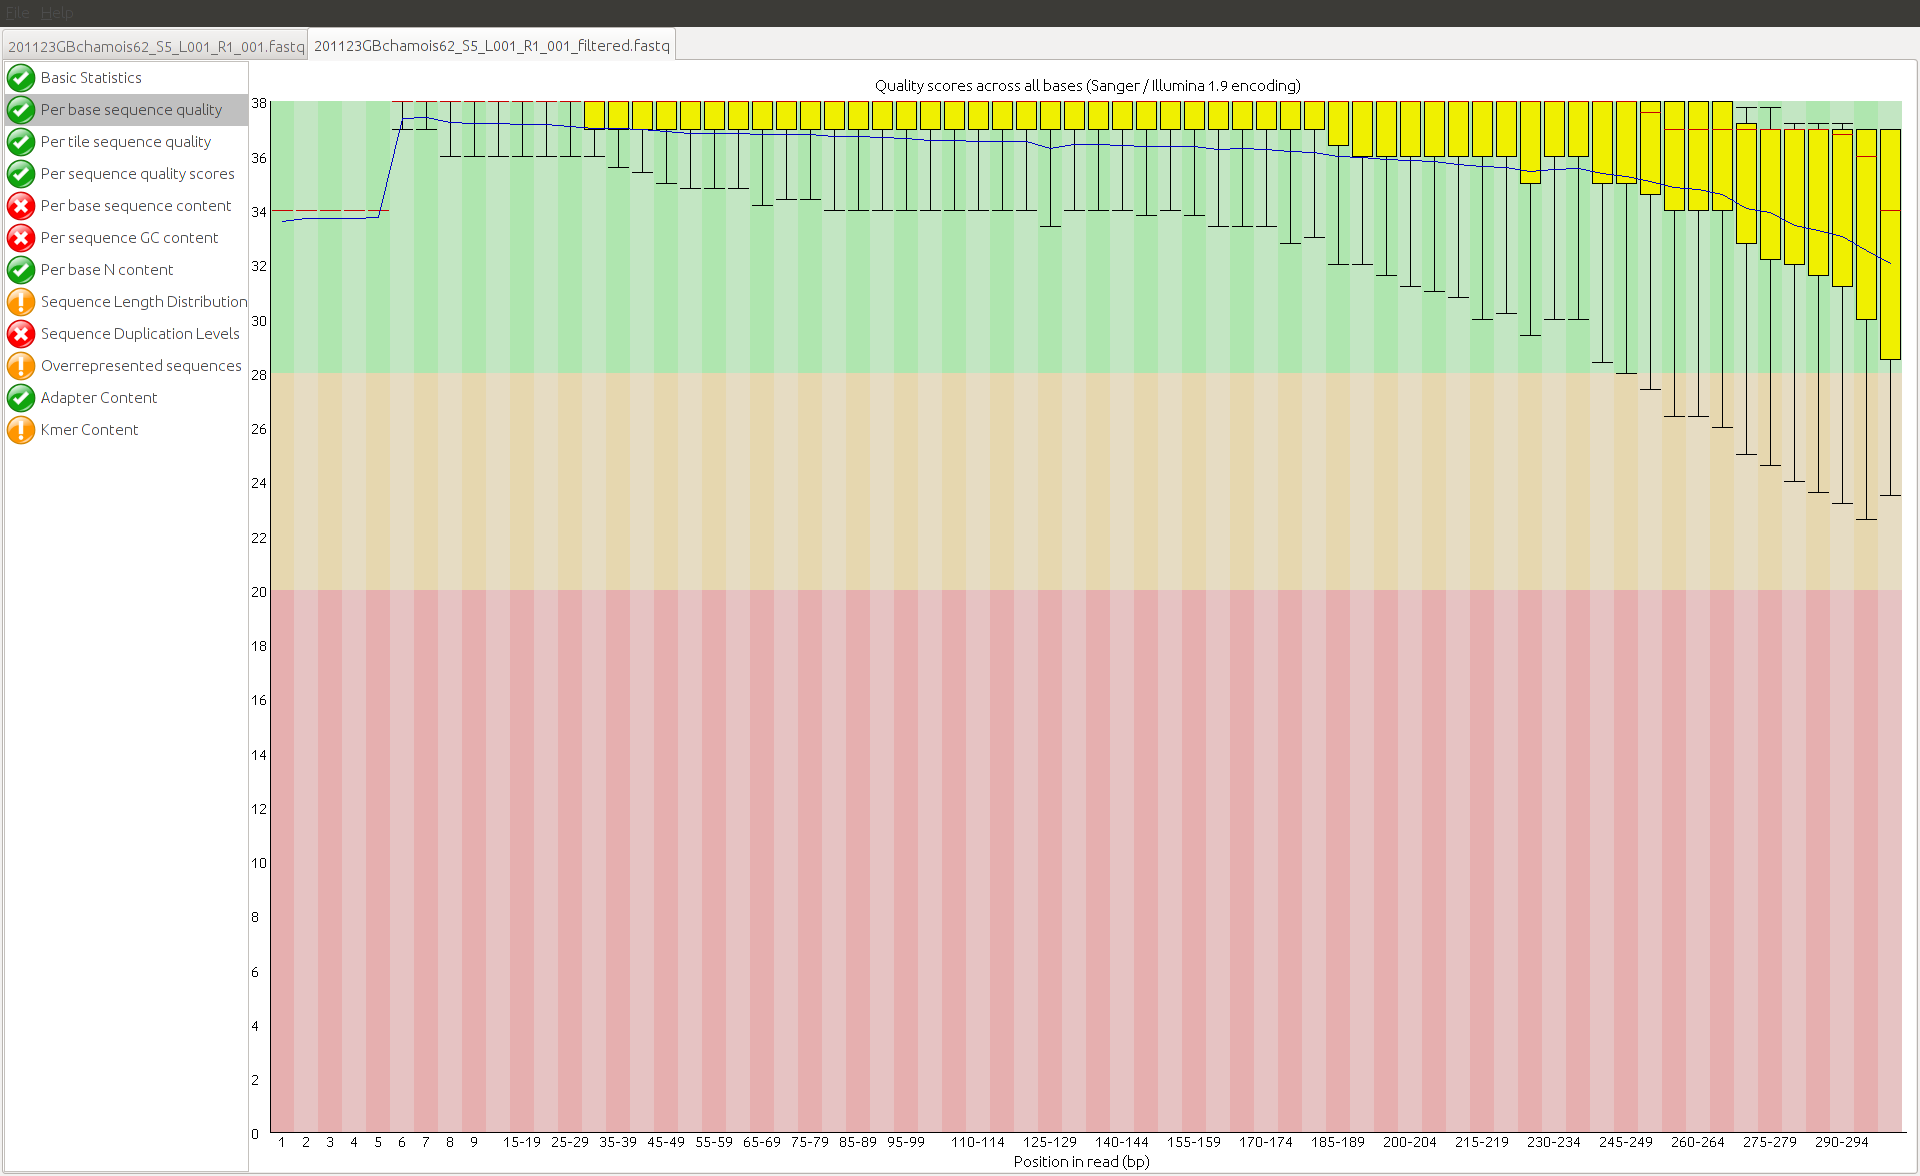 File Help
201123GBchamois62_S5_L001_R1_001.fastq 201123GBchamois62_S5_L001_R1_001_filtered.fastq
Basic Statistics
Per base sequence quality
Per tile sequence quality
Per sequence quality scores
Per base sequence content
Per sequence GC content
Per base N content
Sequence Length Distribution
Sequence Duplication Levels
Overrepresented sequences
Adapter Content
Kmer Content
Quality scores across all bases (Sanger / Illumina 1.9 encoding)
38
36
34
32
30
28
26
24
22
20
18
16
14
12
10
8
6
4
2
0
1 2 3 4 5 6 7 8 9 15-19 25-29 35-39 45-49 55-59 65-69 75-79 85-89 95-99 110-114 125-129 140-144 155-159 170-174 185-189 200-204 215-219 230-234 245-249 260-264 275-279 290-294
Position in read (bp)